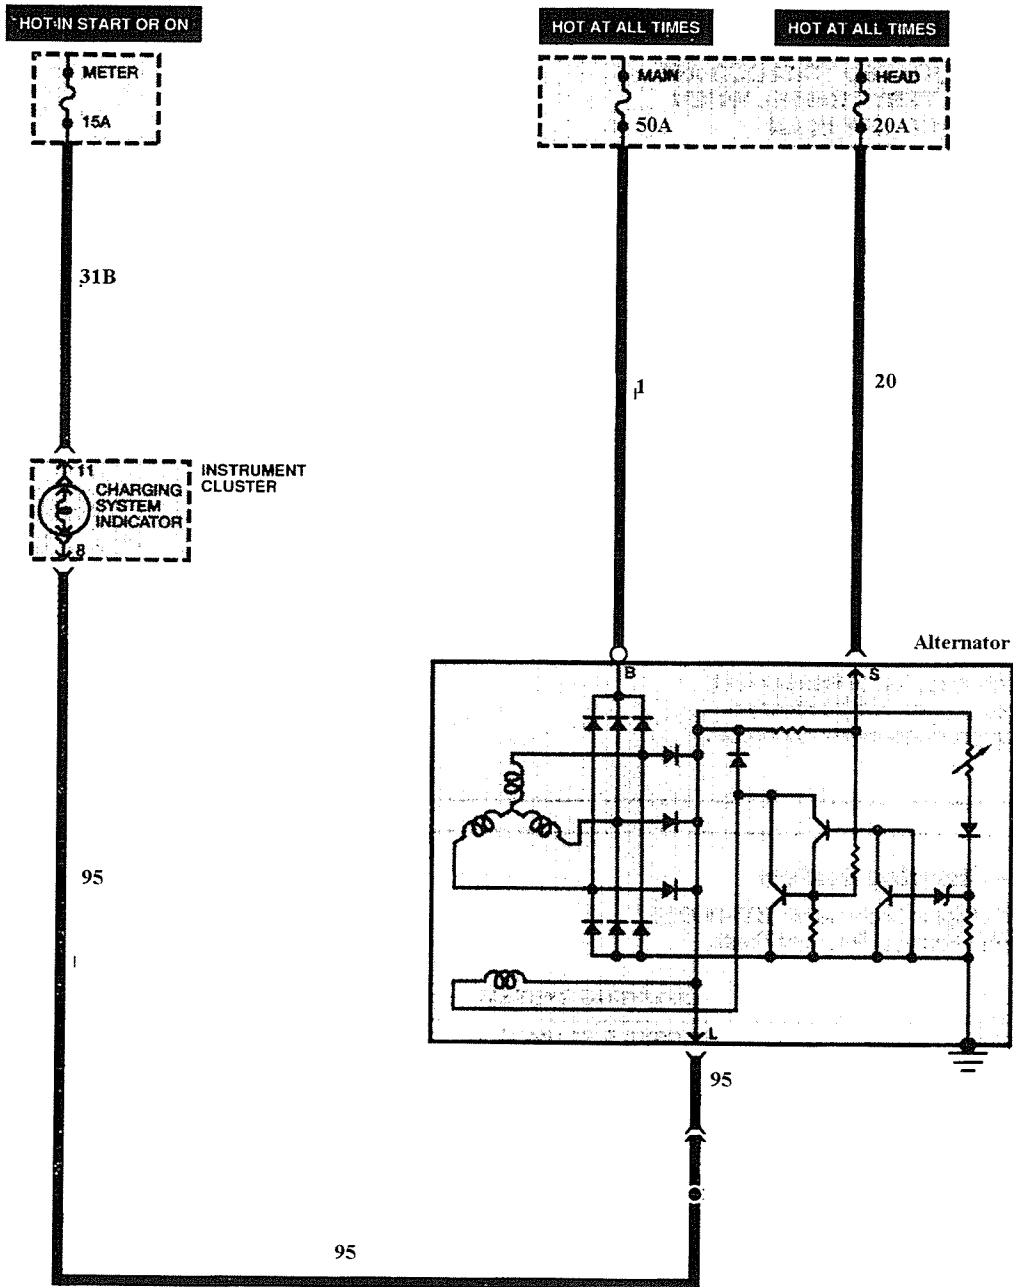 HOT IN START OR ON
HOT AT ALL TIMES
HOT AT ALL TIMES
METER
15A
MAIN
50A
HEAD
20A
31B
1
20
11
CHARGING
SYSTEM
INDICATOR
8
INSTRUMENT
CLUSTER
Alternator
B
S
95
L
95
95